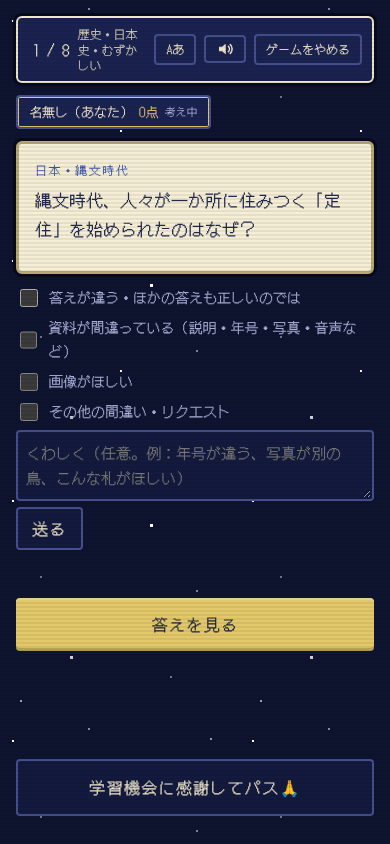 1 / 8
歴史・日本
史・むずか
しい
Aあ
ゲームをやめる
名無し（あなた） 0点 考え中
日本・縄文時代
縄文時代、人々が一か所に住みつく「定
住」を始められたのはなぜ？
答えが違う・ほかの答えも正しいのでは
資料が間違っている（説明・年号・写真・音声な
ど）
画像がほしい
その他の間違い・リクエスト
くわしく（任意。例：年号が違う、写真が別の
鳥、こんな札がほしい）
送る
答えを見る
学習機会に感謝してパス🙏